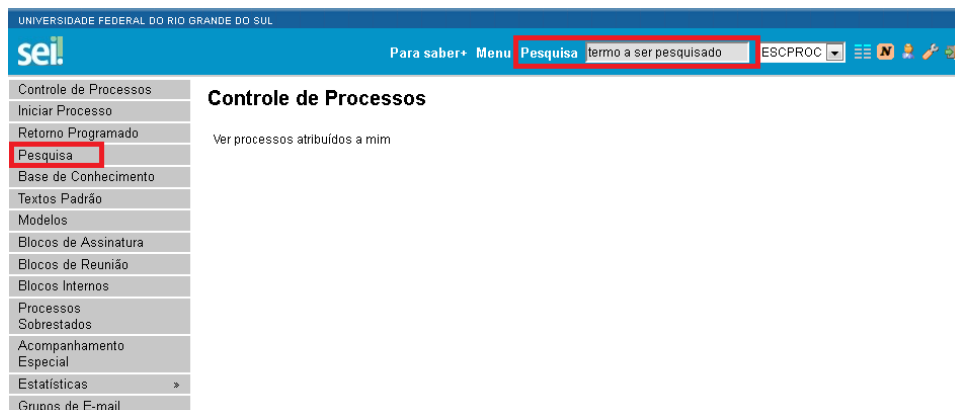 UNIVERSIDADE FEDERAL DO RIO GRANDE DO SUL
sei!
Para saber+ Menu Pesquisa termo a ser pesquisado ESCPROC N
Controle de Processos
Iniciar Processo
Retorno Programado
Pesquisa
Base de Conhecimento
Textos Padrão
Modelos
Blocos de Assinatura
Blocos de Reunião
Blocos Internos
Processos
Sobrestados
Acompanhamento
Especial
Estatísticas »
Grupos de E-mail
Controle de Processos
Ver processos atribuídos a mim